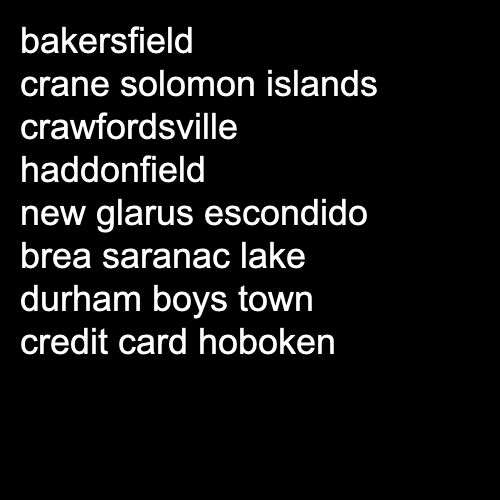 bakersfield
crane solomon islands
crawfordsville
haddonfield
new glarus escondido
brea saranac lake
durham boys town
credit card hoboken